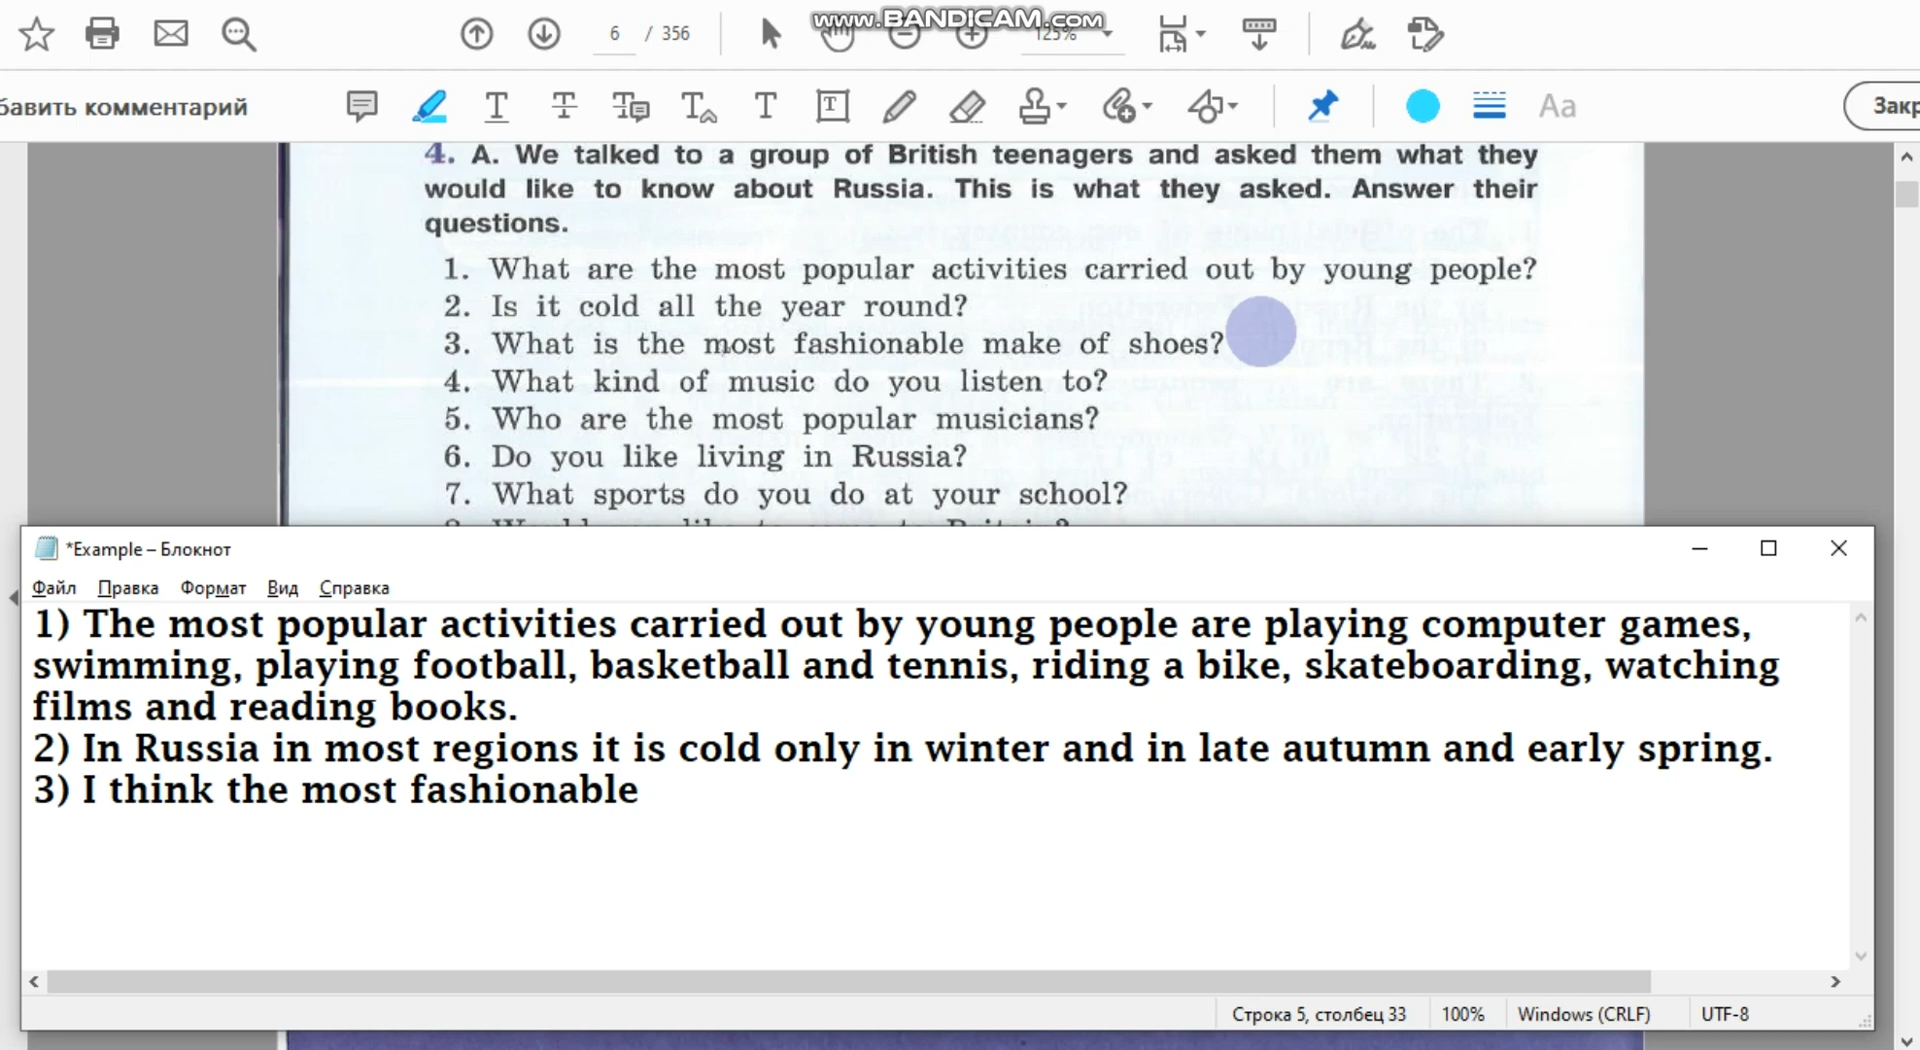 www.BANDICAM.com
6 / 356
125%
бавить комментарий
Aa
Закр
4. A. We talked to a group of British teenagers and asked them what they
would like to know about Russia. This is what they asked. Answer their
questions.
1. What are the most popular activities carried out by young people?
2. Is it cold all the year round?
3. What is the most fashionable make of shoes?
4. What kind of music do you listen to?
5. Who are the most popular musicians?
6. Do you like living in Russia?
7. What sports do you do at your school?
*Example – Блокнот
Файл Правка Формат Вид Справка
1) The most popular activities carried out by young people are playing computer games,
swimming, playing football, basketball and tennis, riding a bike, skateboarding, watching
films and reading books.
2) In Russia in most regions it is cold only in winter and in late autumn and early spring.
3) I think the most fashionable
Строка 5, столбец 33 100% Windows (CRLF) UTF-8